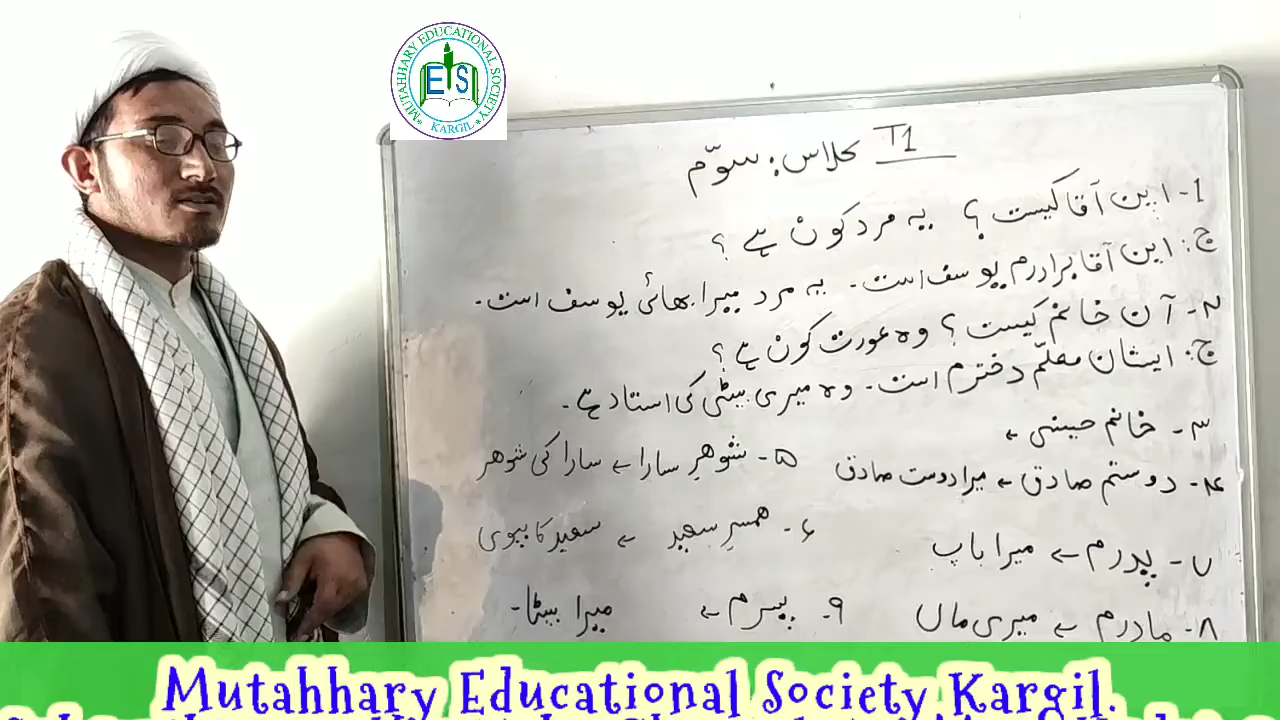 MUTAHHARY EDUCATIONAL SOCIETY
ES
KARGIL
T1 کلاس: سوّم
1- این آقا کیست؟ یہ مرد کون ہے؟
ج: این آقا برادرم یوسف است۔ یہ مرد میرا بھائی یوسف است۔
۲- آن خانم کیست؟ وہ عورت کون ہے؟
ج: ایشان معلّم دخترم است۔ وہ میری بیٹی کی استاد ہے۔
۳- خانم حسینی ←
۴- دوستم صادق ← میرا دوست صادق
۵- شوهرِ سارا ← سارا کی شوھر
۶- همسرِ سعید ← سعید کا بیوی
۷- پدرم ← میرا باپ
۸- مادرم ← میری ماں
۹- پسرم ← میرا بیٹا۔
Mutahhary Educational Society Kargil.